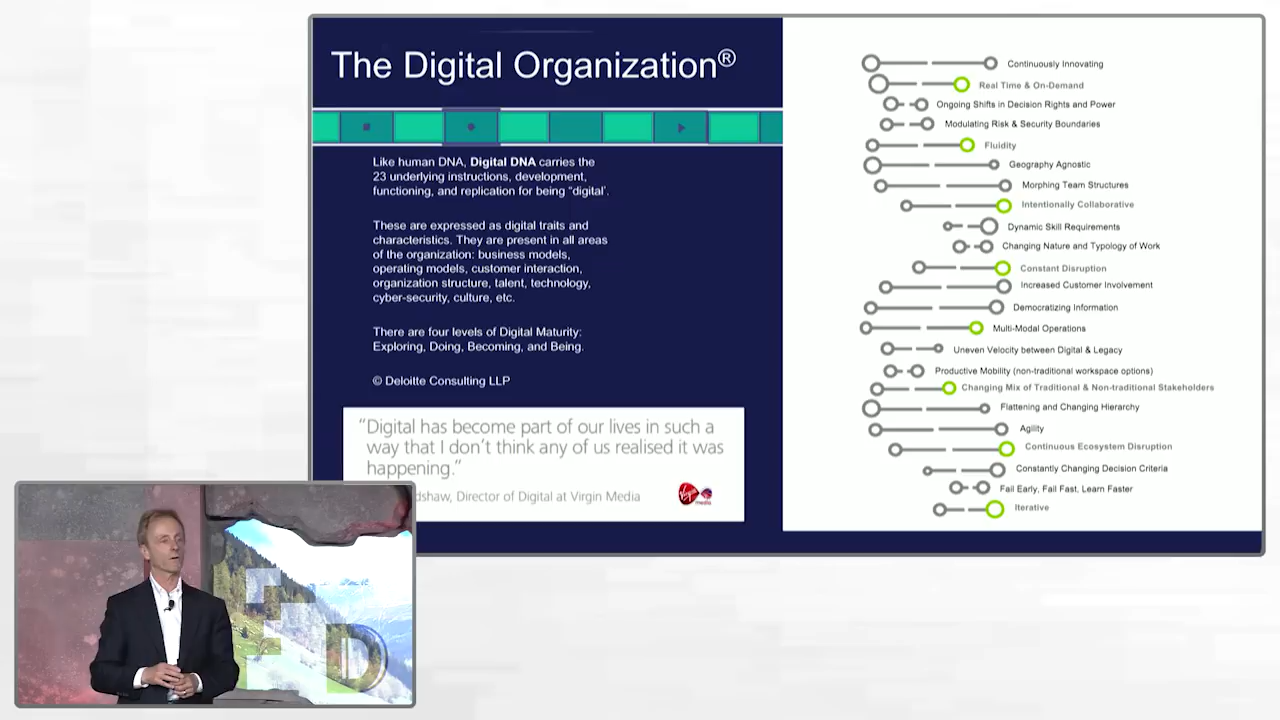 The Digital Organization®
Like human DNA, Digital DNA carries the
23 underlying instructions, development,
functioning, and replication for being “digital’.
These are expressed as digital traits and
characteristics. They are present in all areas
of the organization: business models,
operating models, customer interaction,
organization structure, talent, technology,
cyber-security, culture, etc.
There are four levels of Digital Maturity:
Exploring, Doing, Becoming, and Being.
© Deloitte Consulting LLP
“Digital has become part of our lives in such a
way that I don’t think any of us realised it was
happening.”
dshaw, Director of Digital at Virgin Media
Virgin
media
Continuously Innovating
Real Time & On-Demand
Ongoing Shifts in Decision Rights and Power
Modulating Risk & Security Boundaries
Fluidity
Geography Agnostic
Morphing Team Structures
Intentionally Collaborative
Dynamic Skill Requirements
Changing Nature and Typology of Work
Constant Disruption
Increased Customer Involvement
Democratizing Information
Multi-Modal Operations
Uneven Velocity between Digital & Legacy
Productive Mobility (non-traditional workspace options)
Changing Mix of Traditional & Non-traditional Stakeholders
Flattening and Changing Hierarchy
Agility
Continuous Ecosystem Disruption
Constantly Changing Decision Criteria
Fail Early, Fail Fast, Learn Faster
Iterative